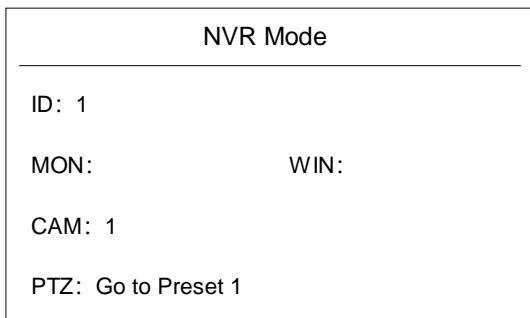 NVR Mode
ID: 1
MON: WIN:
CAM: 1
PTZ: Go to Preset 1